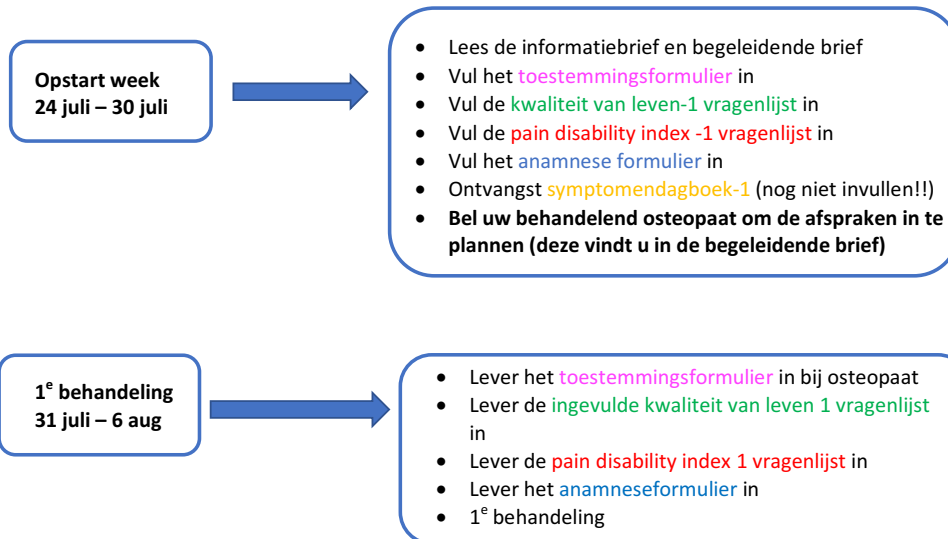 Opstart week
24 juli – 30 juli
• Lees de informatiebrief en begeleidende brief
• Vul het toestemmingsformulier in
• Vul de kwaliteit van leven-1 vragenlijst in
• Vul de pain disability index -1 vragenlijst in
• Vul het anamnese formulier in
• Ontvangst symptomendagboek-1 (nog niet invullen!!)
• Bel uw behandelend osteopaat om de afspraken in te
plannen (deze vindt u in de begeleidende brief)
1e behandeling
31 juli – 6 aug
• Lever het toestemmingsformulier in bij osteopaat
• Lever de ingevulde kwaliteit van leven 1 vragenlijst
in
• Lever de pain disability index 1 vragenlijst in
• Lever het anamneseformulier in
• 1e behandeling